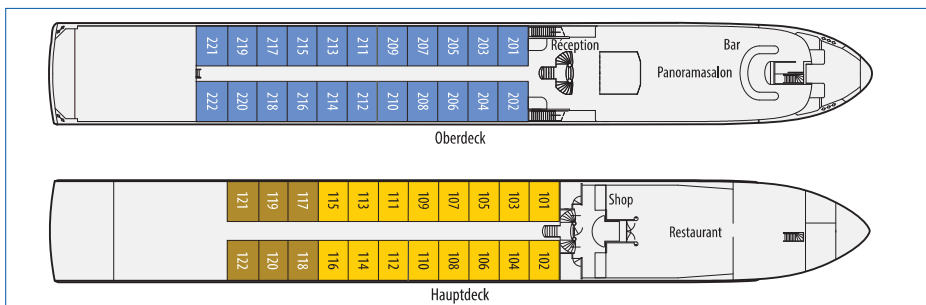 221 219 217 215 213 211 209 207 205 203 201
Reception
Bar
Panoramasalon
222 220 218 216 214 212 210 208 206 204 202
Oberdeck
121 119 117 115 113 111 109 107 105 103 101
Shop
Restaurant
122 120 118 116 114 112 110 108 106 104 102
Hauptdeck